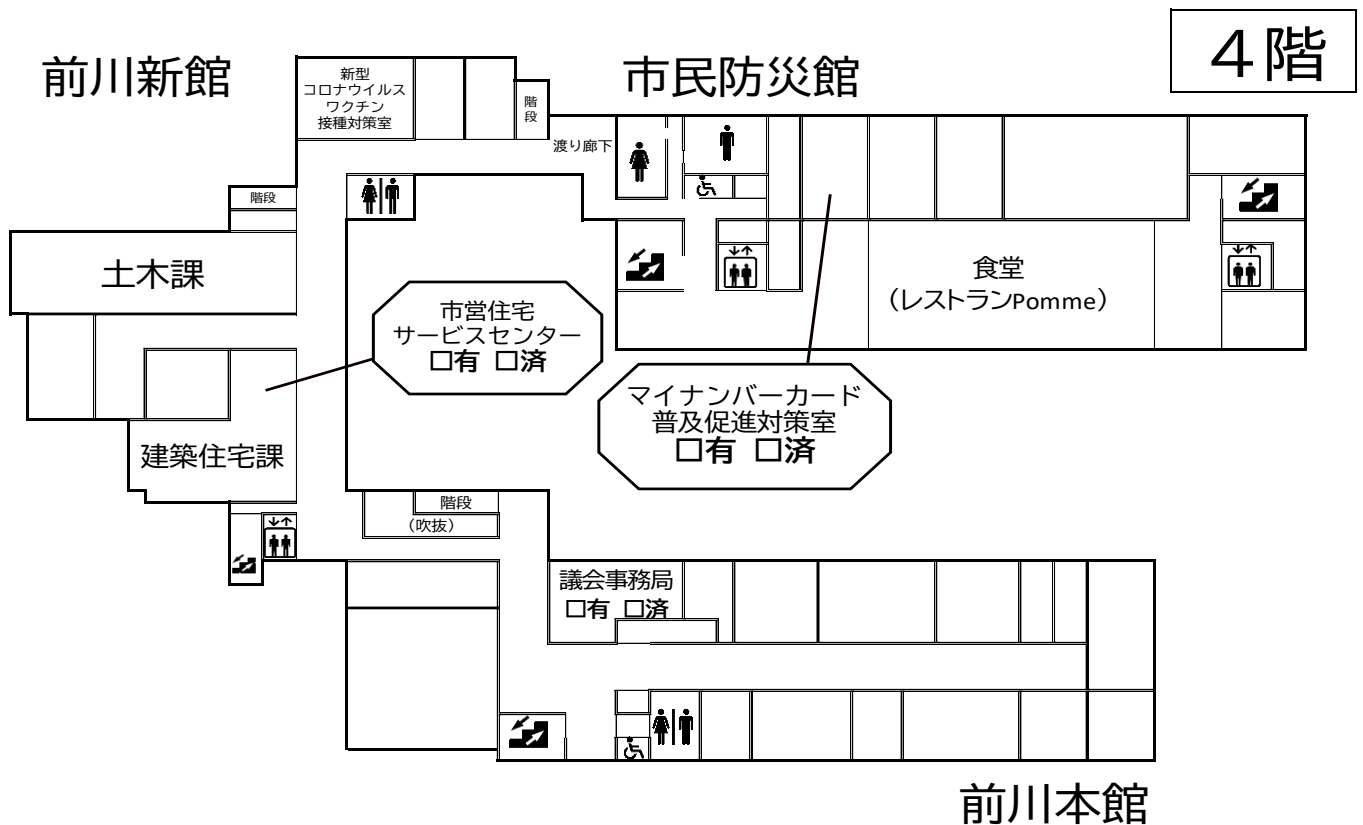 ４階
前川新館
市民防災館
新型
コロナウイルス
ワクチン
接種対策室
階
段
渡り廊下
階段
土木課
食堂
（レストランPomme）
市営住宅
サービスセンター
□有 □済
マイナンバーカード
普及促進対策室
□有 □済
建築住宅課
階段
（吹抜）
議会事務局
□有 □済
前川本館